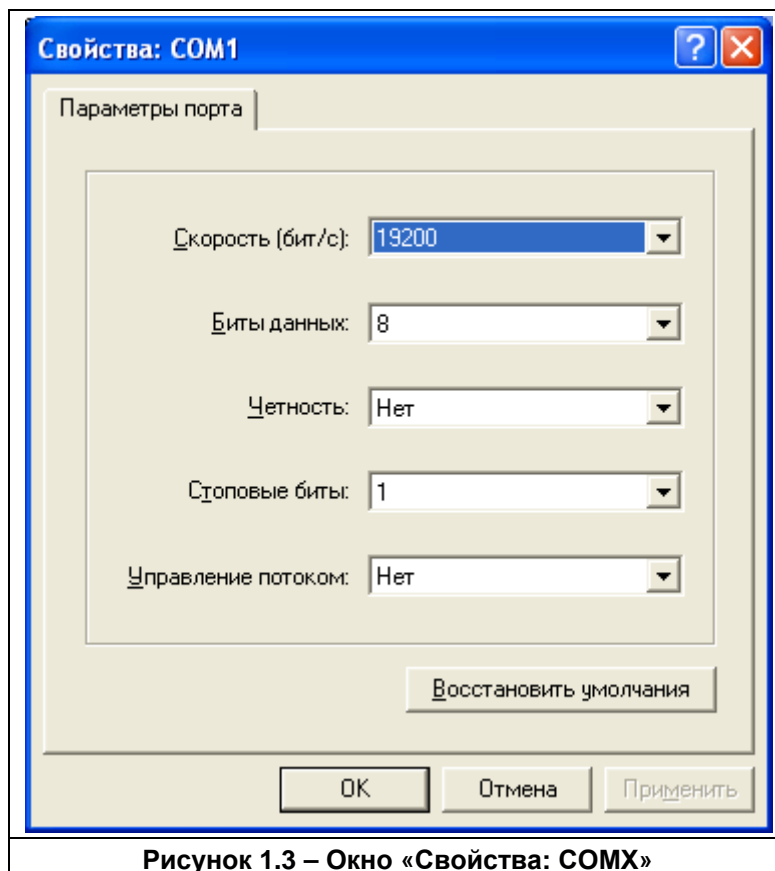 Свойства: COM1
Параметры порта
Скорость (бит/с): 19200
Биты данных: 8
Четность: Нет
Стоповые биты: 1
Управление потоком: Нет
Восстановить умолчания
OK Отмена Применить
Рисунок 1.3 – Окно «Свойства: COMX»